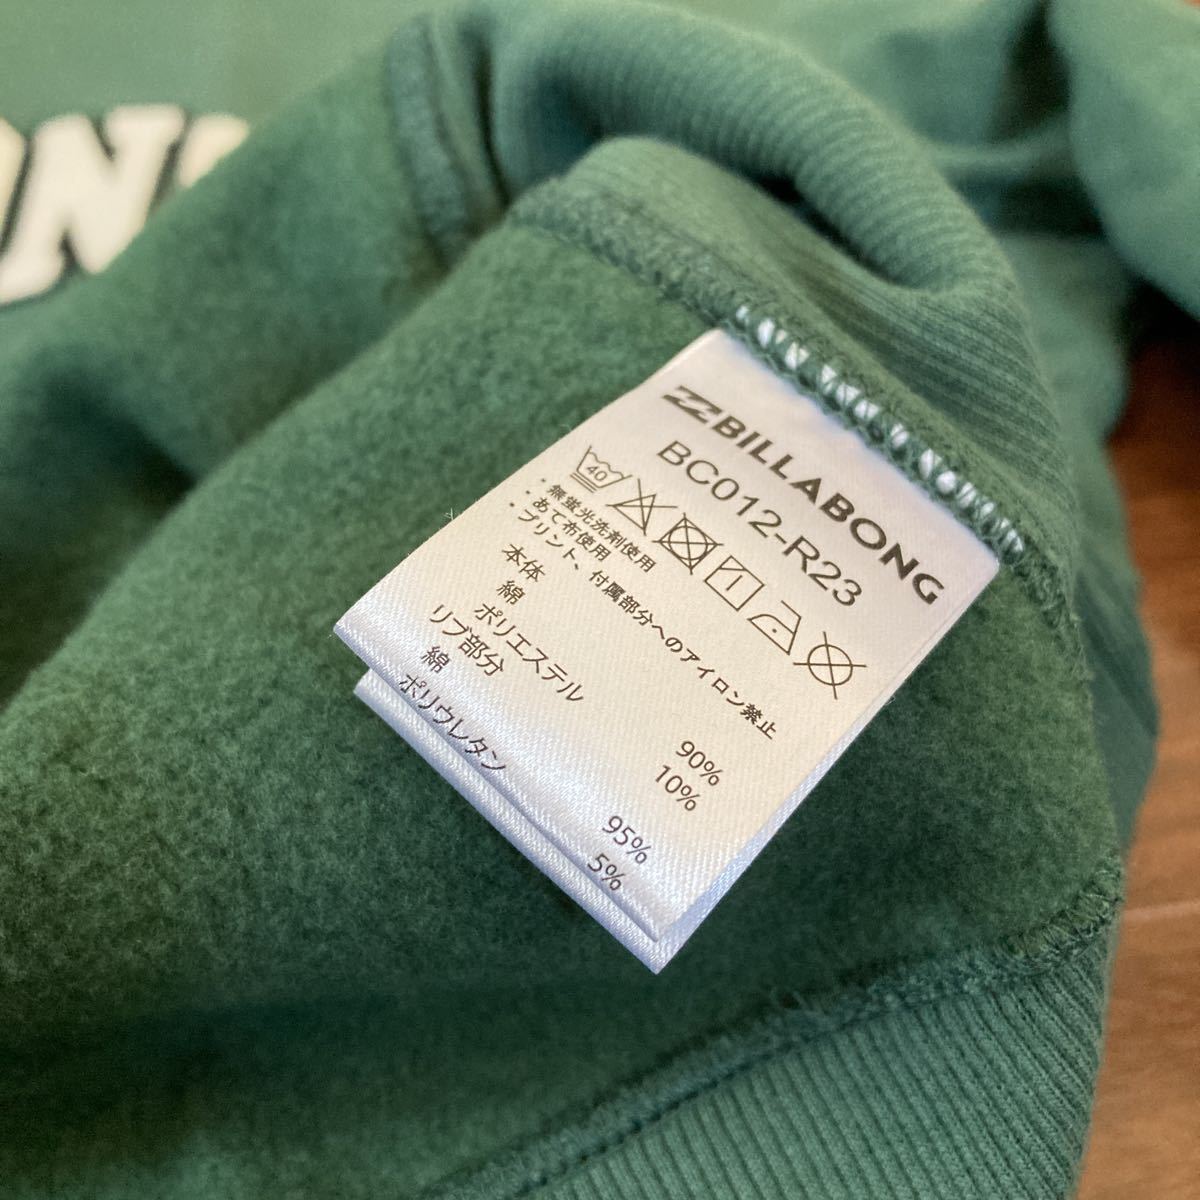 BILLABONG
BC012-R23
40
・無蛍光洗剤使用
・あて布使用
・プリント、付属部分へのアイロン禁止
本体
綿 90%
ポリエステル 10%
リブ部分
綿 95%
ポリウレタン 5%